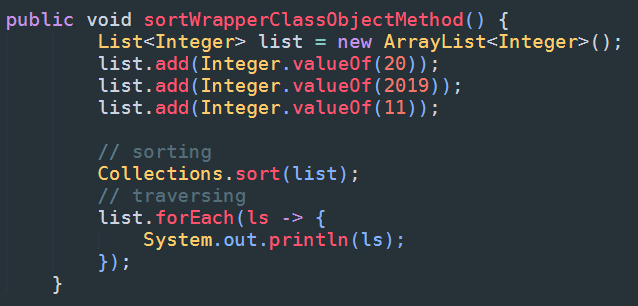 public void sortWrapperClassObjectMethod() {
List<Integer> list = new ArrayList<Integer>();
list.add(Integer.valueOf(20));
list.add(Integer.valueOf(2019));
list.add(Integer.valueOf(11));
// sorting
Collections.sort(list);
// traversing
list.forEach(ls -> {
System.out.println(ls);
});
}